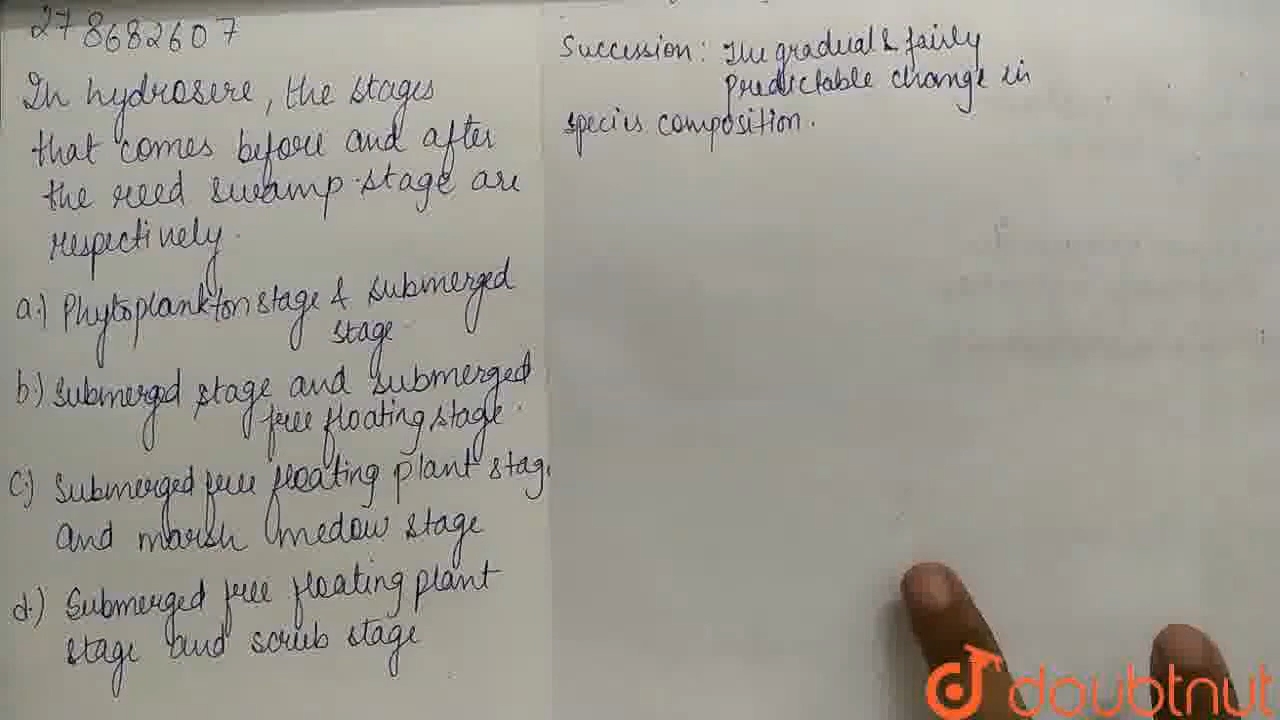 278682607
In hydrosere, the stages
that comes before and after
the reed swamp stage are
respectively.
a.) Phytoplankton stage & submerged
stage.
b.) Submerged stage and submerged
free floating stage.
c.) Submerged free floating plant stage
and marsh medow stage
d.) Submerged free floating plant
stage and scrub stage
Succession: The gradual & fairly
predictable change in
species composition.
doubtnut